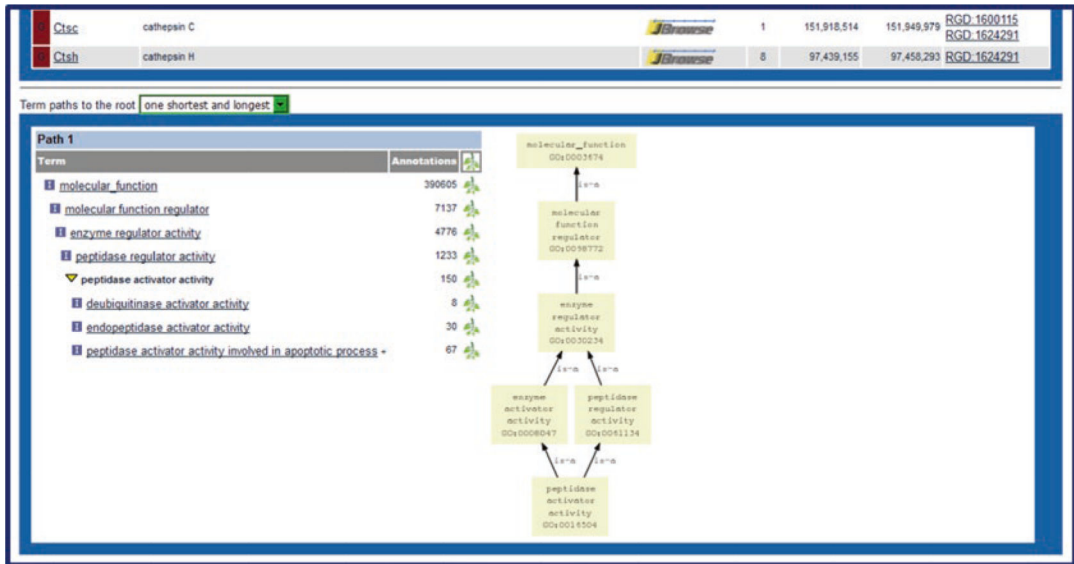 G Ctsc cathepsin C JBrowse 1 151,918,514 151,949,979 RGD:1600115
RGD:1624291
G Ctsh cathepsin H JBrowse 8 97,439,155 97,458,293 RGD:1624291
Term paths to the root one shortest and longest
Path 1
Term Annotations
molecular_function 390605
molecular function regulator 7137
enzyme regulator activity 4776
peptidase regulator activity 1233
peptidase activator activity 150
deubiquitinase activator activity 8
endopeptidase activator activity 30
peptidase activator activity involved in apoptotic process + 67
molecular_function
GO:0003674
is-a
molecular
function
regulator
GO:0098772
is-a
enzyme
regulator
activity
GO:0030234
is-a is-a
enzyme
activator
activity
GO:0008047
peptidase
regulator
activity
GO:0061134
is-a is-a
peptidase
activator
activity
GO:0016504